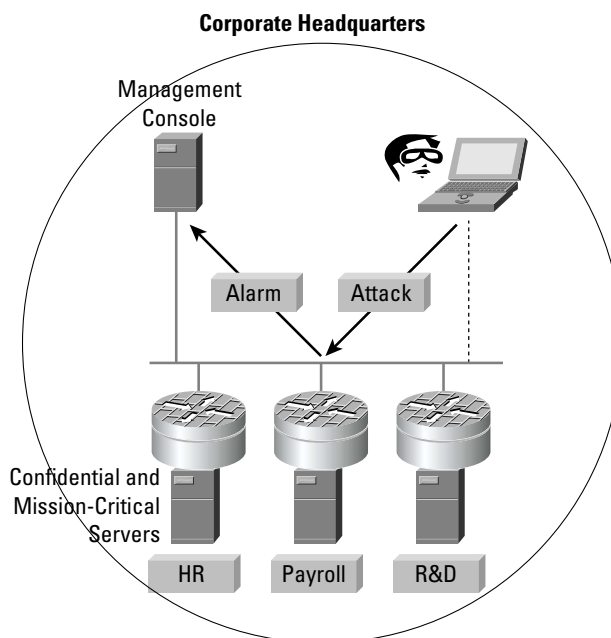 Corporate Headquarters
Management
Console
Alarm
Attack
Confidential and
Mission-Critical
Servers
HR
Payroll
R&D